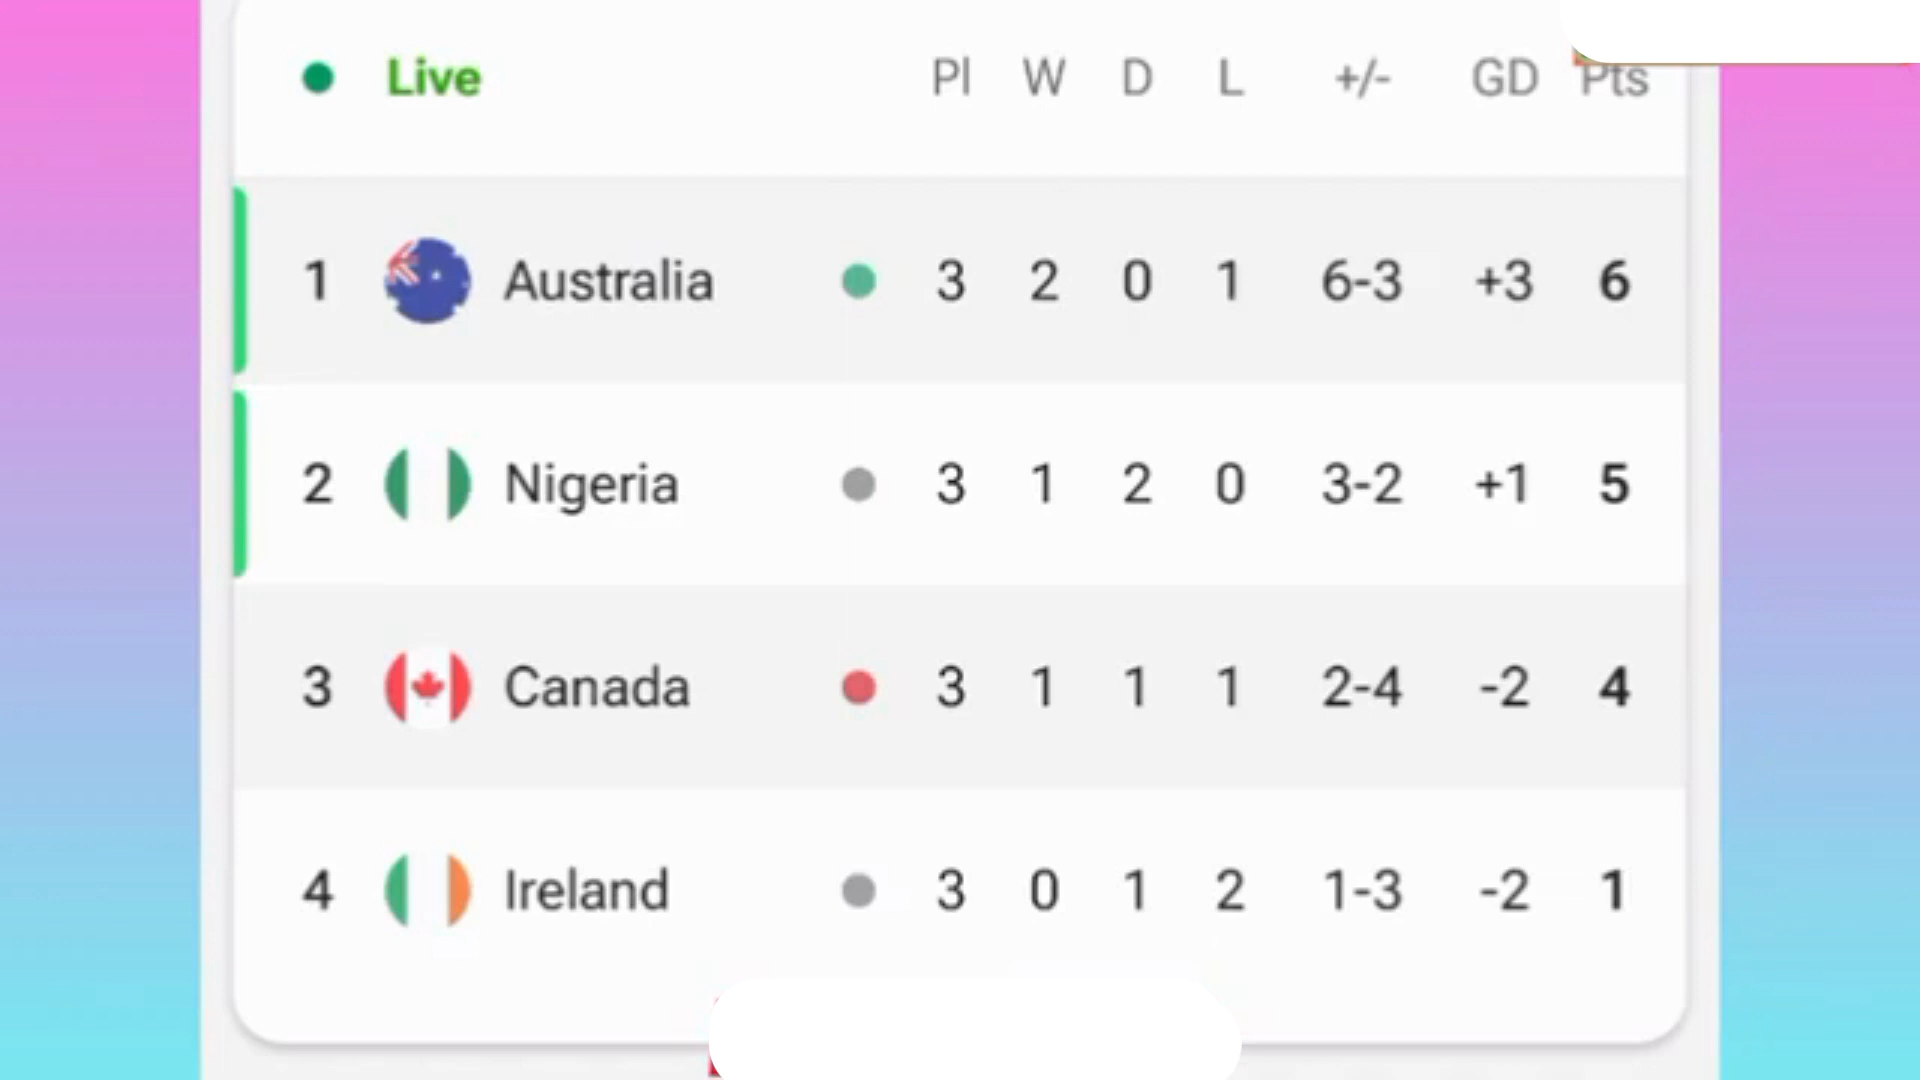 Live Pl W D L +/- GD Pts
1 Australia 3 2 0 1 6-3 +3 6
2 Nigeria 3 1 2 0 3-2 +1 5
3 Canada 3 1 1 1 2-4 -2 4
4 Ireland 3 0 1 2 1-3 -2 1